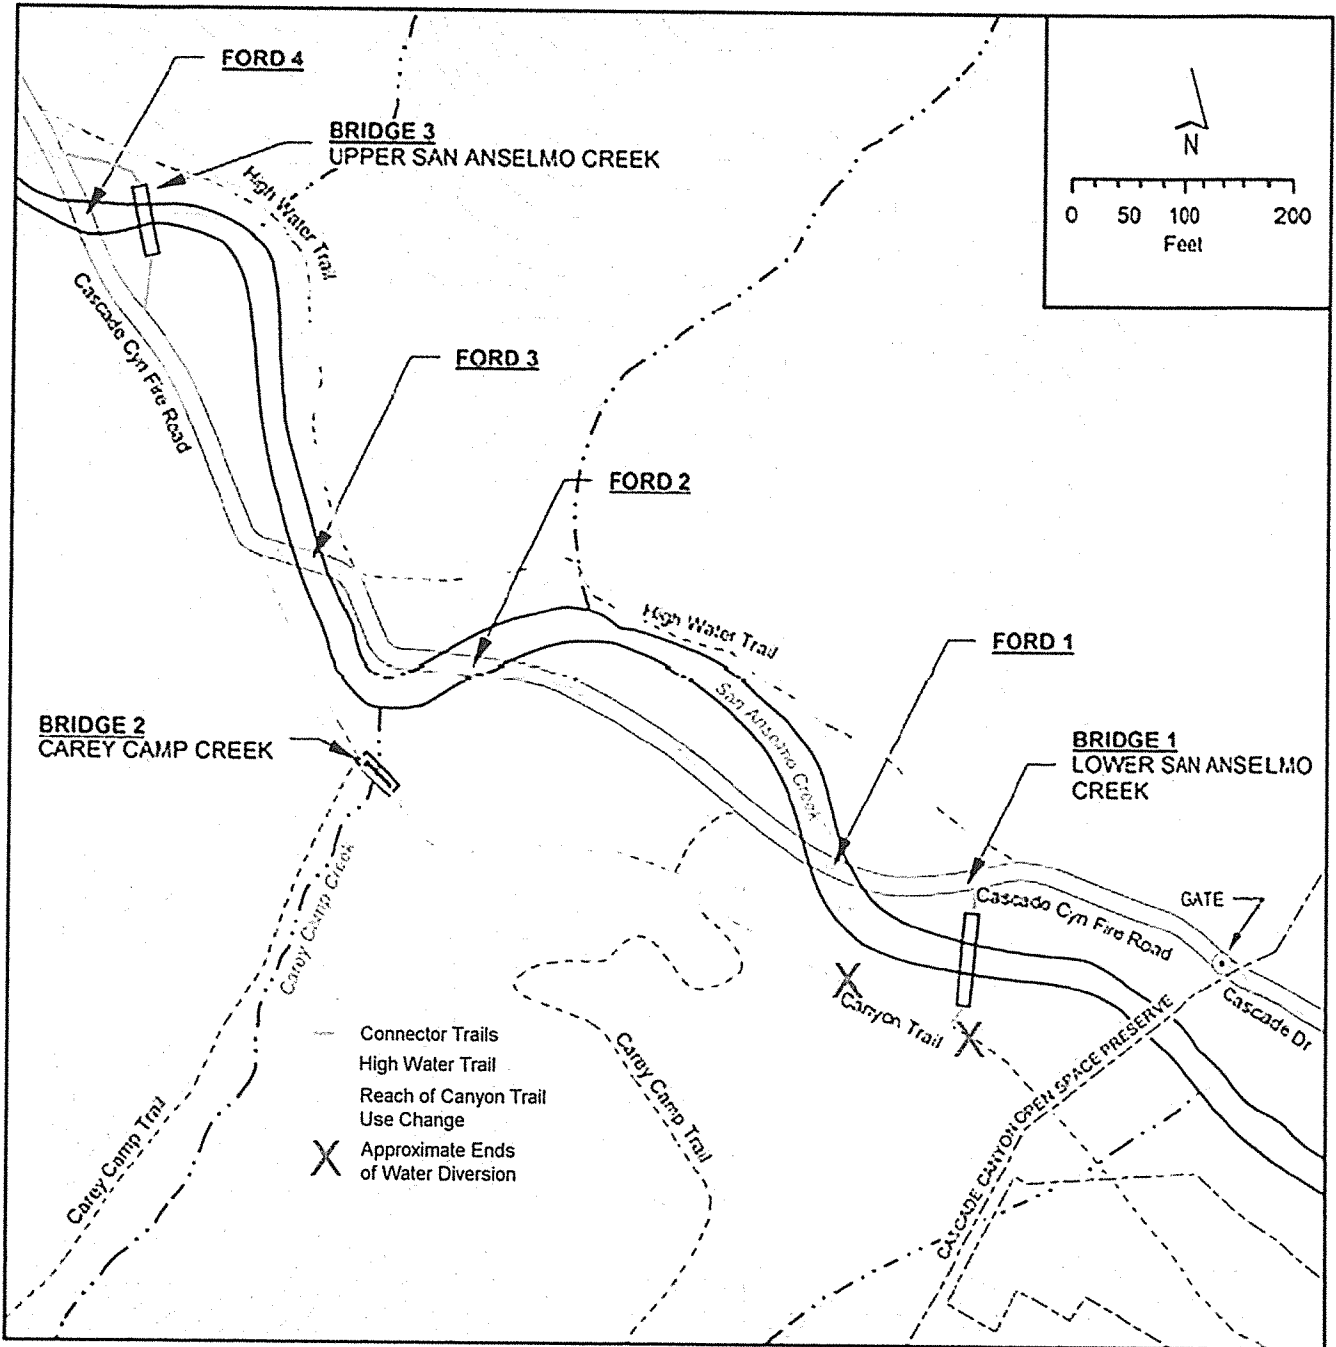 FORD 4
BRIDGE 3
UPPER SAN ANSELMO CREEK
High Water Trail
N
0 50 100 200
Feet
Cascade Cyn Fire Road
FORD 3
FORD 2
High Water Trail
FORD 1
San Anselmo Creek
BRIDGE 2
CAREY CAMP CREEK
BRIDGE 1
LOWER SAN ANSELMO
CREEK
Cascade Cyn Fire Road
GATE
Carey Camp Creek
Canyon Trail
Cascade Dr
CASCADE CANYON OPEN SPACE PRESERVE
Carey Camp Trail
Carey Camp Trail
Connector Trails
High Water Trail
Reach of Canyon Trail
Use Change
X Approximate Ends
of Water Diversion